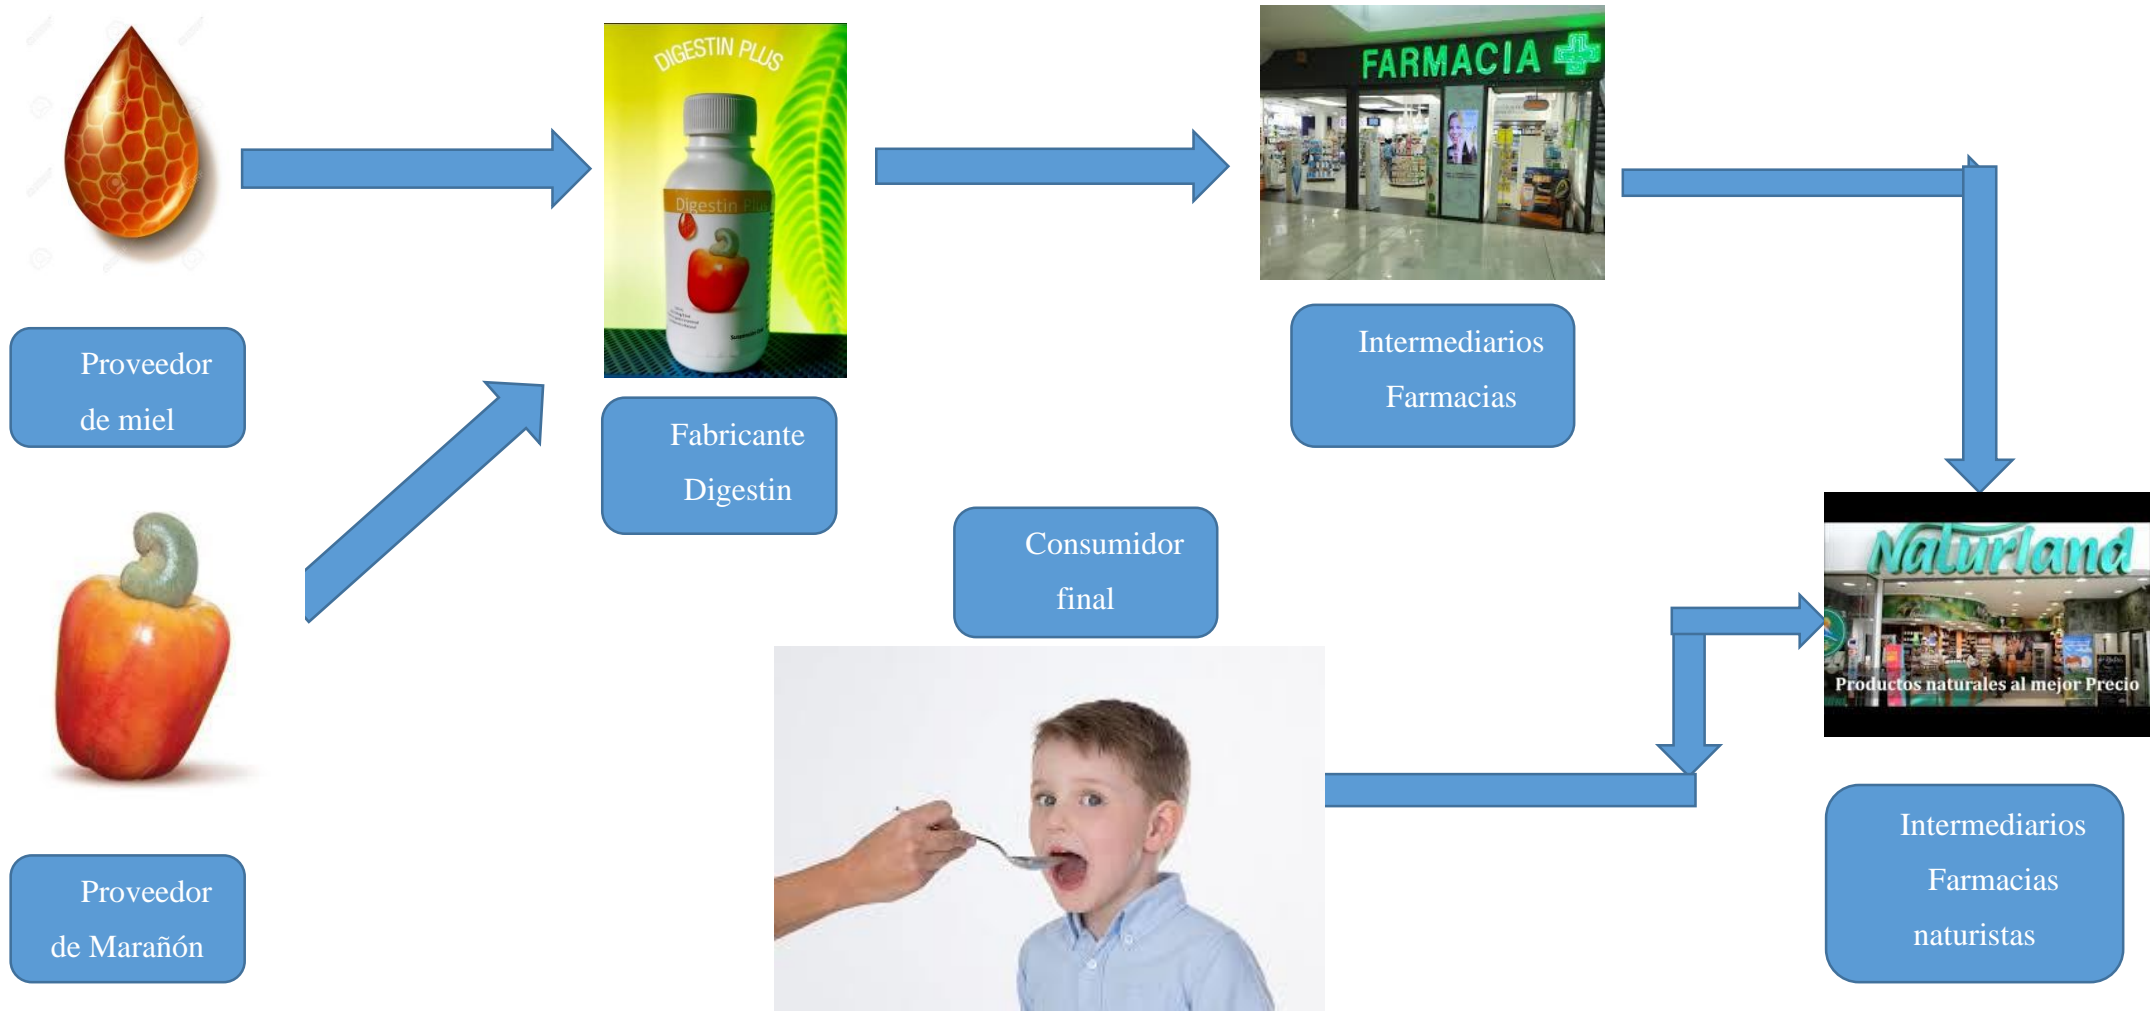 DIGESTIN PLUS
Digestin Plus
FARMACIA
Proveedor
de miel
Fabricante
Digestin
Intermediarios
Farmacias
Consumidor
final
Naturland
Productos naturales al mejor Precio
Proveedor
de Marañón
Intermediarios
Farmacias
naturistas